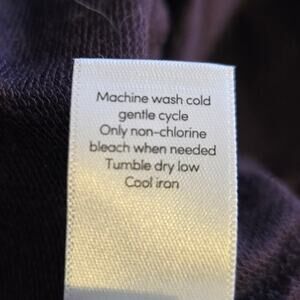 Machine wash cold
gentle cycle
Only non-chlorine
bleach when needed
Tumble dry low
Cool iron